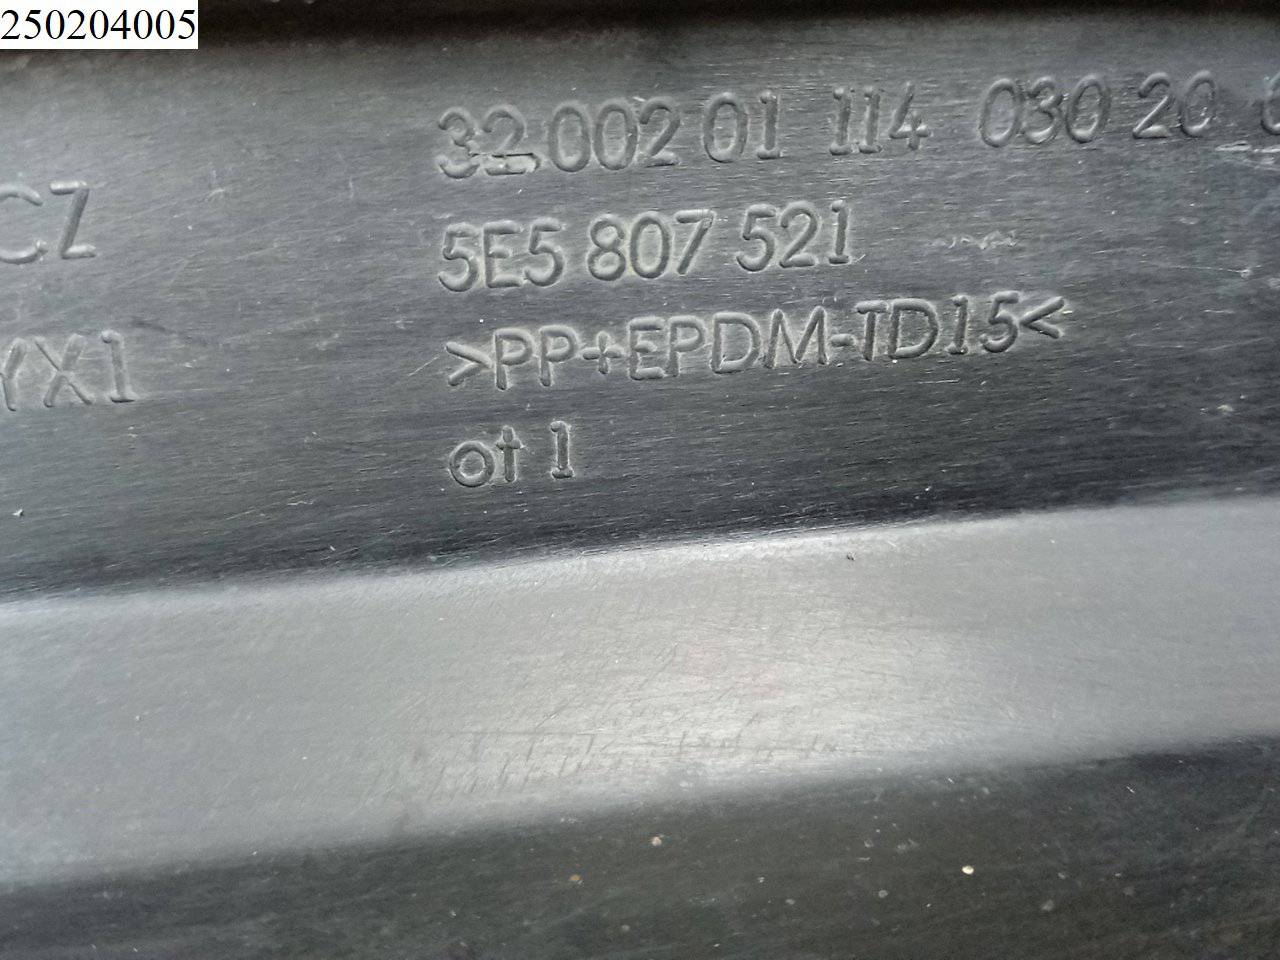 250204005
32.002 01 114 030 20
CZ
5E5 807 521
YX1
>PP+EPDM-TD15<
ot 1